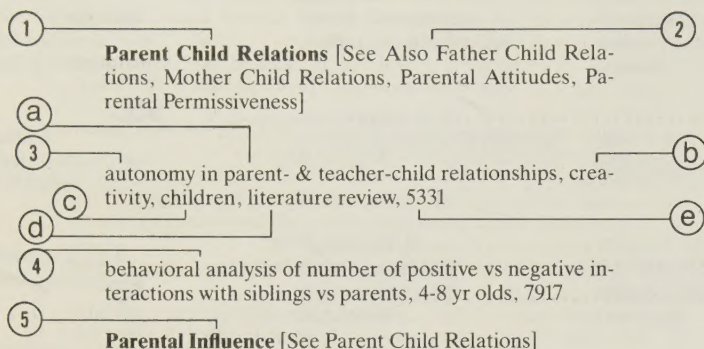 1
2
Parent Child Relations [See Also Father Child Rela-
tions, Mother Child Relations, Parental Attitudes, Pa-
rental Permissiveness]
a
3
b
autonomy in parent- & teacher-child relationships, crea-
tivity, children, literature review, 5331
c
d
e
4
behavioral analysis of number of positive vs negative in-
teractions with siblings vs parents, 4-8 yr olds, 7917
5
Parental Influence [See Parent Child Relations]